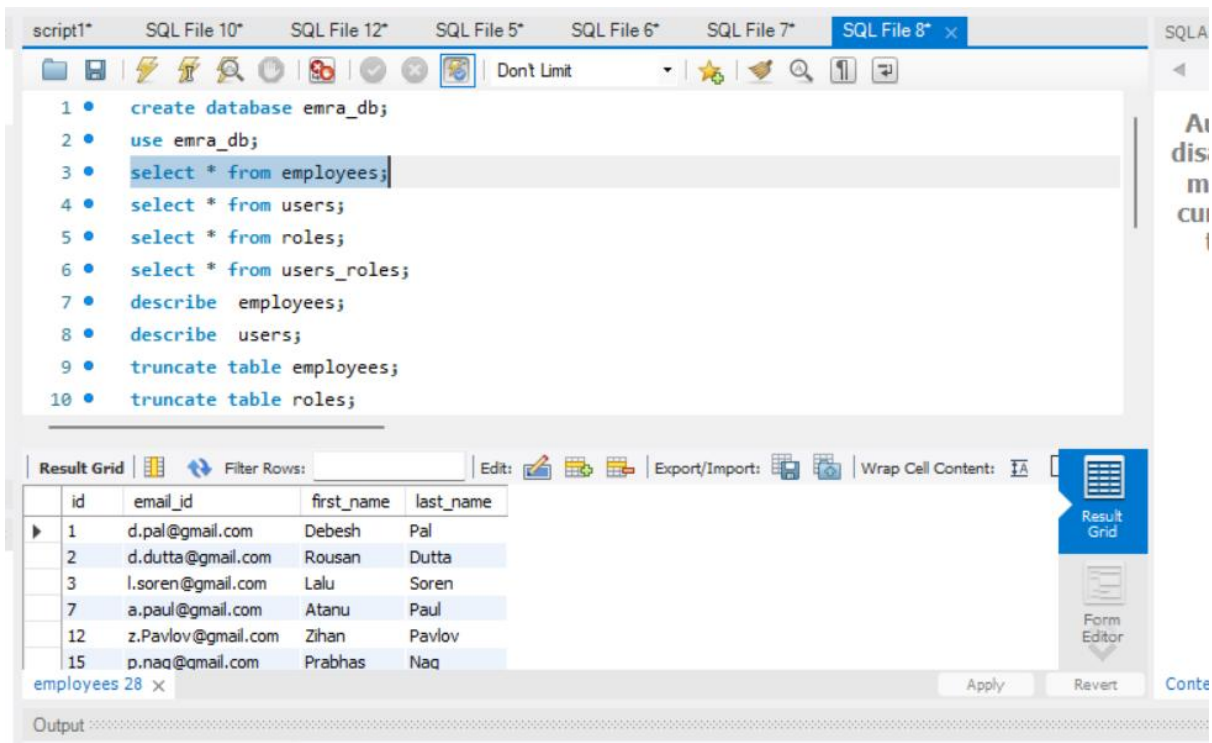 script1* SQL File 10* SQL File 12* SQL File 5* SQL File 6* SQL File 7* SQL File 8*
Don't Limit
1 create database emra_db;
2 use emra_db;
3 select * from employees;
4 select * from users;
5 select * from roles;
6 select * from users_roles;
7 describe  employees;
8 describe  users;
9 truncate table employees;
10 truncate table roles;
Result Grid Filter Rows: Edit: Export/Import: Wrap Cell Content:
id email_id first_name last_name
1 d.pal@gmail.com Debesh Pal
2 d.dutta@gmail.com Rousan Dutta
3 l.soren@gmail.com Lalu Soren
7 a.paul@gmail.com Atanu Paul
12 z.Pavlov@gmail.com Zihan Pavlov
15 p.nag@gmail.com Prabhas Nag
Result
Grid
Form
Editor
employees 28 Apply Revert
Output